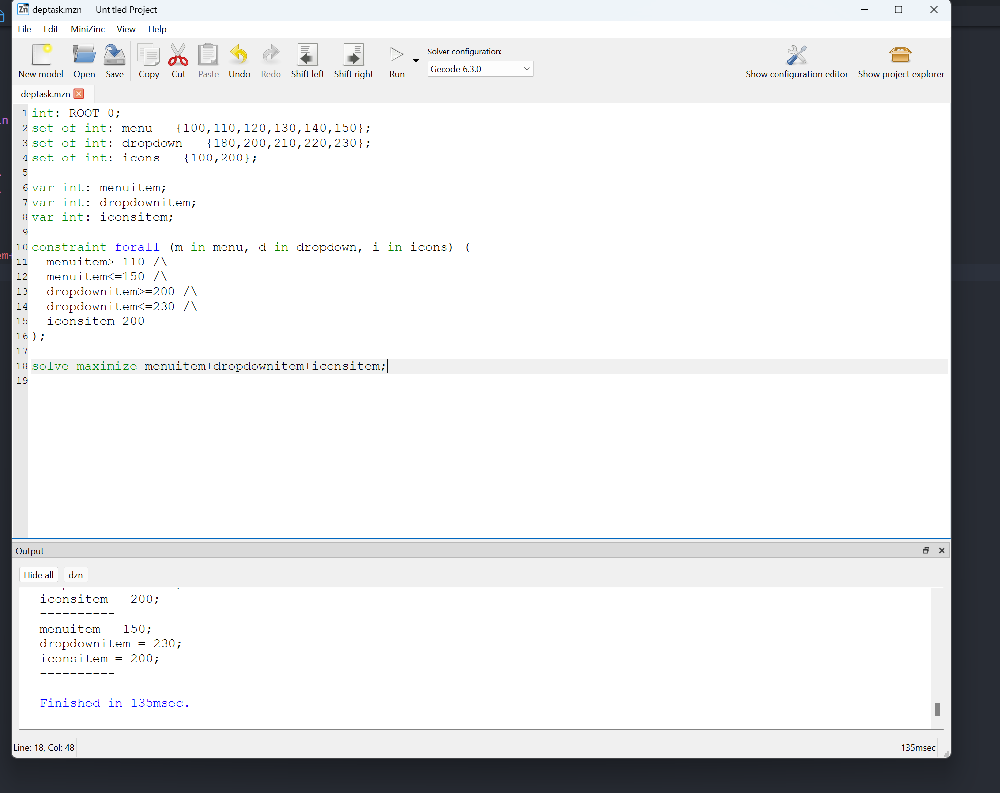 deptask.mzn — Untitled Project
File Edit MiniZinc View Help
New model Open Save Copy Cut Paste Undo Redo Shift left Shift right Run
Solver configuration:
Gecode 6.3.0
Show configuration editor Show project explorer
deptask.mzn
1 int: ROOT=0;
2 set of int: menu = {100,110,120,130,140,150};
3 set of int: dropdown = {180,200,210,220,230};
4 set of int: icons = {100,200};
5
6 var int: menuitem;
7 var int: dropdownitem;
8 var int: iconsitem;
9
10 constraint forall (m in menu, d in dropdown, i in icons) (
11 menuitem>=110 /\
12 menuitem<=150 /\
13 dropdownitem>=200 /\
14 dropdownitem<=230 /\
15 iconsitem=200
16 );
17
18 solve maximize menuitem+dropdownitem+iconsitem;
19
Output
Hide all dzn
iconsitem = 200;
----------
menuitem = 150;
dropdownitem = 230;
iconsitem = 200;
----------
==========
Finished in 135msec.
Line: 18, Col: 48
135msec